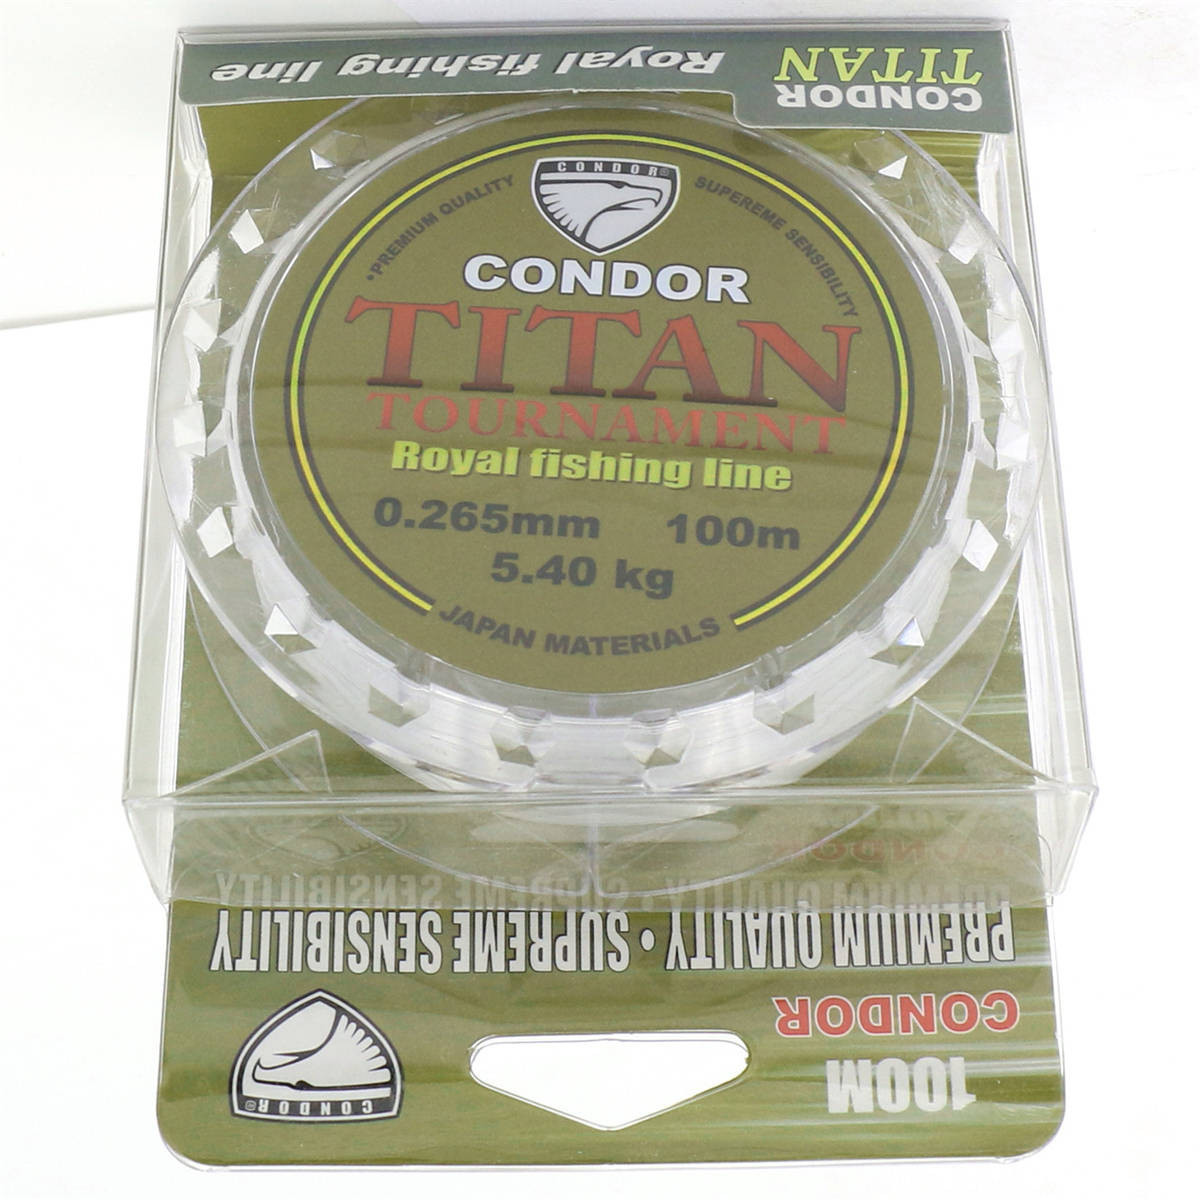 Royal fishing line
CONDOR
TITAN
CONDOR®
•PREMIUM QUALITY
SUPEREME SENSIBILITY
CONDOR
TITAN
TOURNAMENT
Royal fishing line
0.265mm 100m
5.40 kg
JAPAN MATERIALS
PREMIUM QUALITY • SUPREME SENSIBILITY
CONDOR
100M
CONDOR®